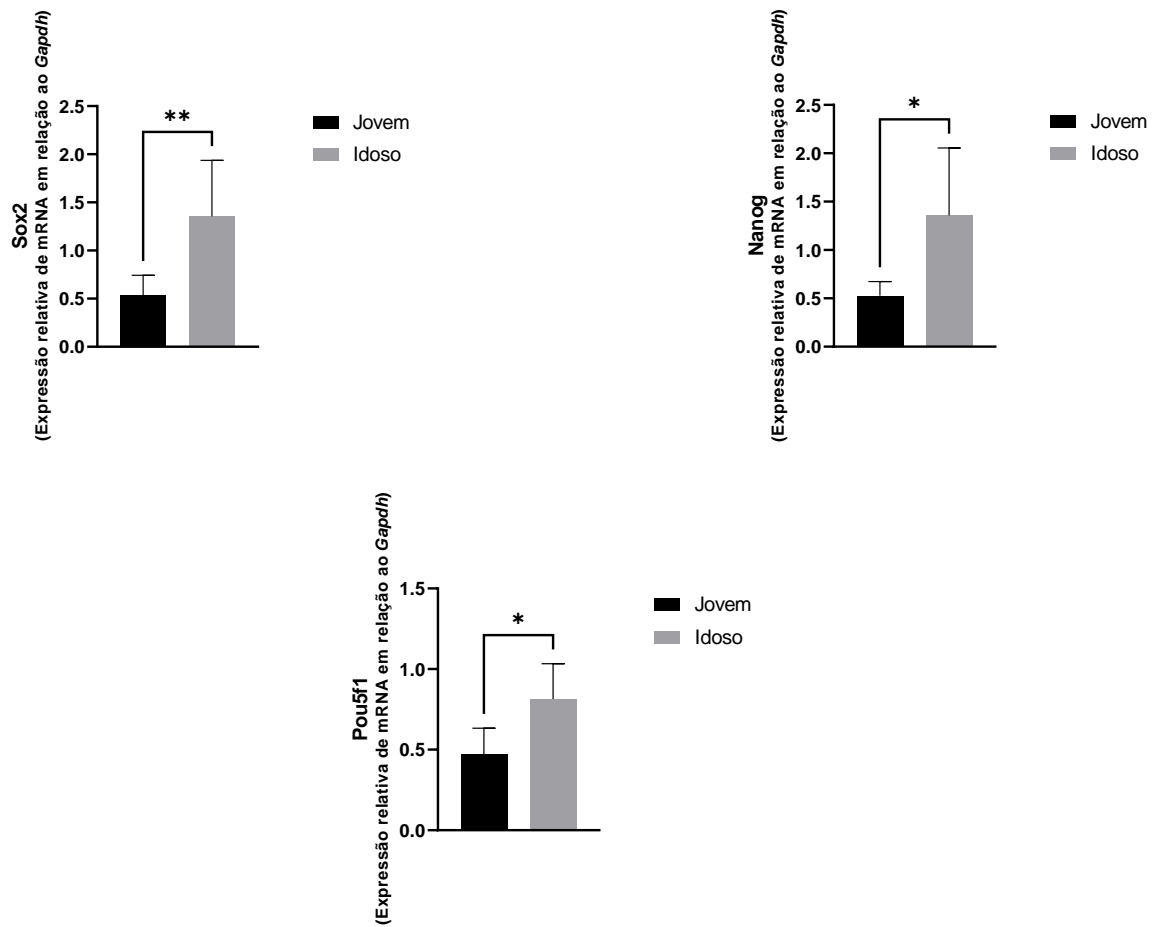 Sox2
(Expressão relativa de mRNA em relação ao Gapdh)
2.5
2.0
1.5
1.0
0.5
0.0
**
Jovem
Idoso
Nanog
(Expressão relativa de mRNA em relação ao Gapdh)
2.5
2.0
1.5
1.0
0.5
0.0
*
Jovem
Idoso
Pou5f1
(Expressão relativa de mRNA em relação ao Gapdh)
1.5
1.0
0.5
0.0
*
Jovem
Idoso